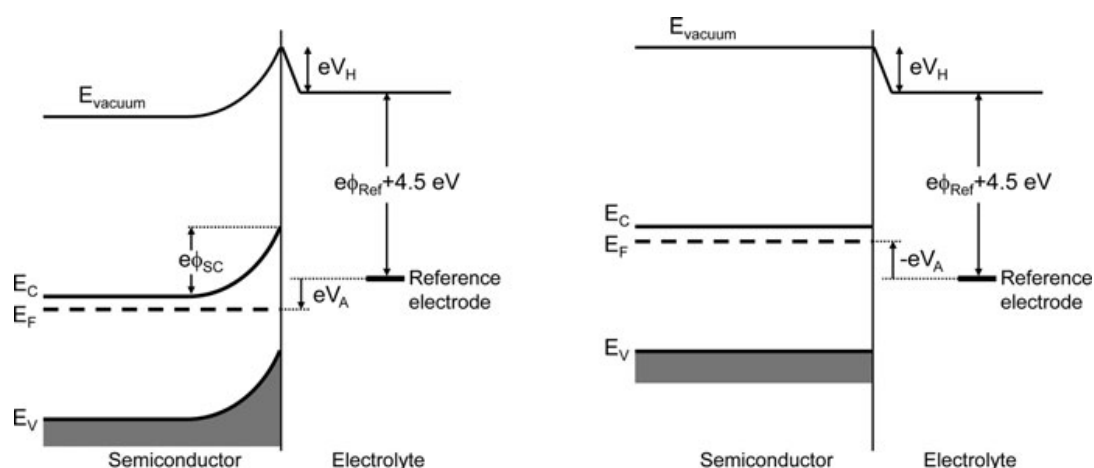 E_vacuum
eV_H
eϕ_Ref+4.5 eV
eϕ_SC
E_C
E_F
Reference
electrode
eV_A
E_V
Semiconductor
Electrolyte
E_vacuum
eV_H
eϕ_Ref+4.5 eV
E_C
E_F
-eV_A
Reference
electrode
E_V
Semiconductor
Electrolyte